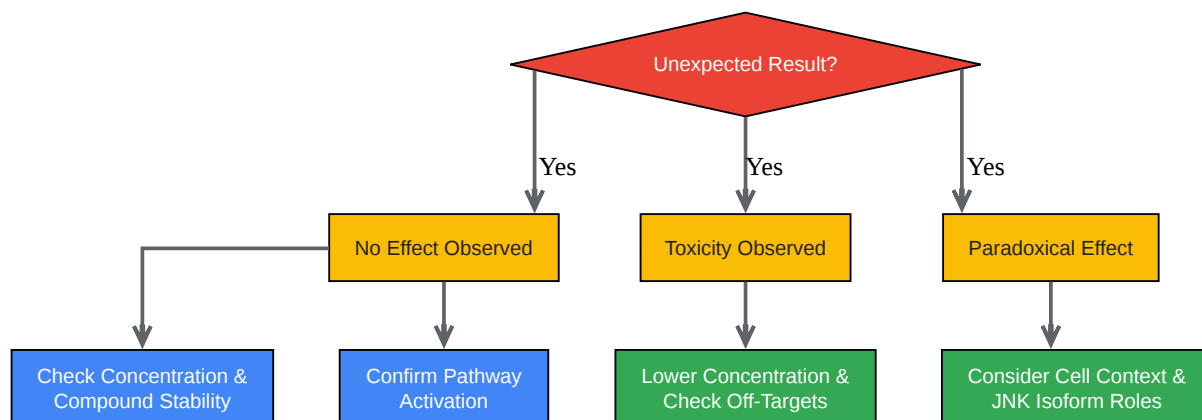 Unexpected Result?
Yes
Yes
Yes
No Effect Observed
Toxicity Observed
Paradoxical Effect
Check Concentration &
Compound Stability
Confirm Pathway
Activation
Lower Concentration &
Check Off-Targets
Consider Cell Context &
JNK Isoform Roles